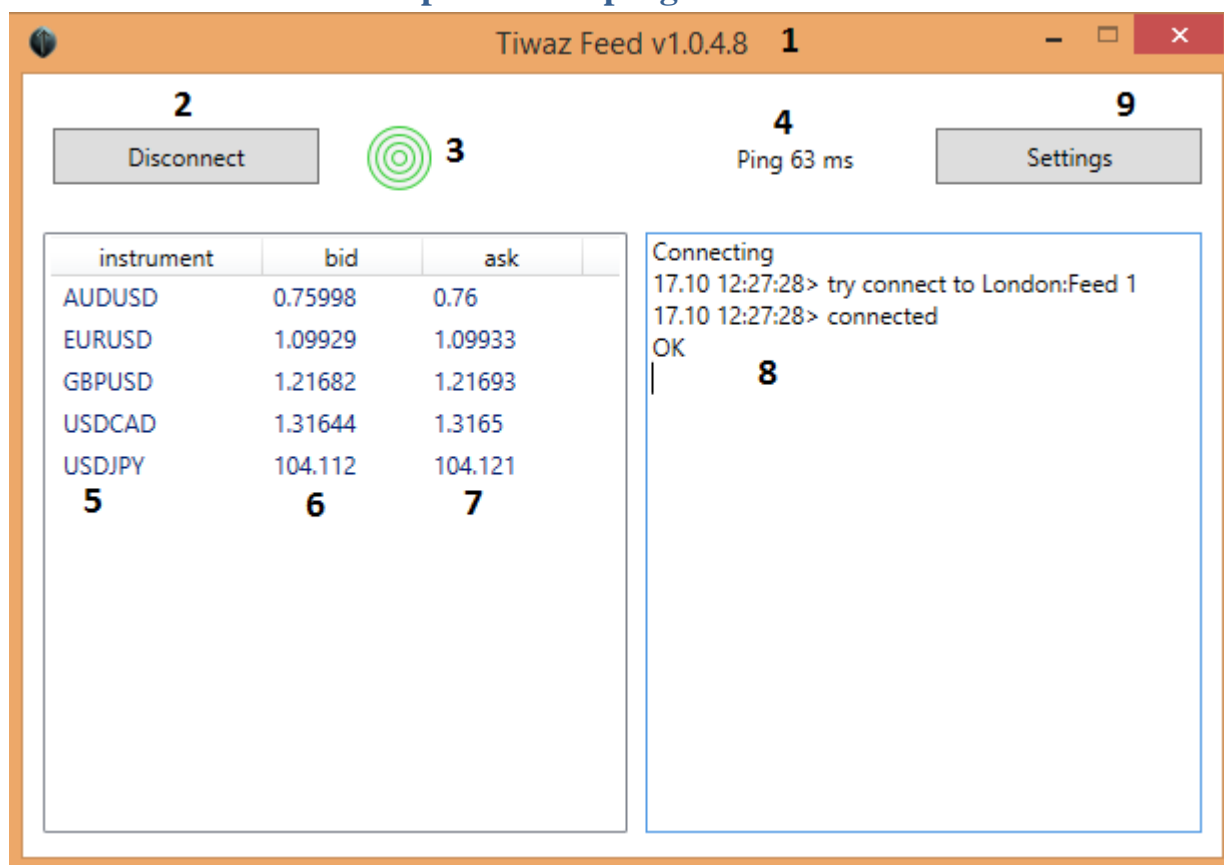 Tiwaz Feed v1.0.4.8 1
2 9
4
Disconnect 3 Ping 63 ms Settings
instrument bid ask
AUDUSD 0.75998 0.76
EURUSD 1.09929 1.09933
GBPUSD 1.21682 1.21693
USDCAD 1.31644 1.3165
USDJPY 104.112 104.121
5 6 7
Connecting
17.10 12:27:28> try connect to London:Feed 1
17.10 12:27:28> connected
OK
8